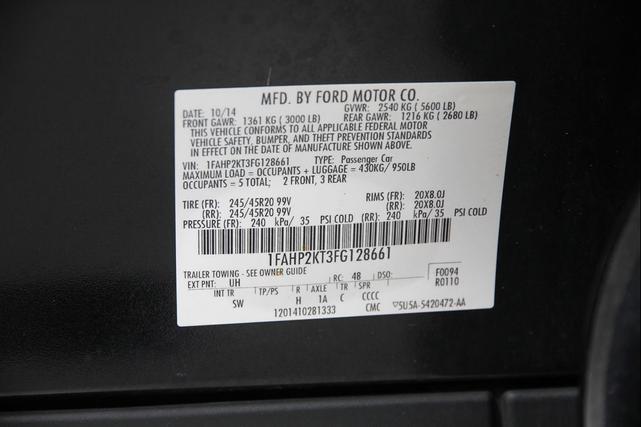 MFD. BY FORD MOTOR CO.
DATE: 10/14 GVWR: 2540 KG ( 5600 LB)
FRONT GAWR: 1361 KG ( 3000 LB) REAR GAWR: 1216 KG ( 2680 LB)
THIS VEHICLE CONFORMS TO ALL APPLICABLE FEDERAL MOTOR
VEHICLE SAFETY, BUMPER, AND THEFT PREVENTION STANDARDS
IN EFFECT ON THE DATE OF MANUFACTURE SHOWN ABOVE.
VIN: 1FAHP2KT3FG128661 TYPE: Passenger Car
MAXIMUM LOAD = OCCUPANTS + LUGGAGE = 430KG/ 950LB
OCCUPANTS = 5 TOTAL; 2 FRONT, 3 REAR
TIRE (FR): 245/45R20 99V RIMS (FR): 20X8.0J
(RR): 245/45R20 99V (RR): 20X8.0J
PRESSURE (FR): 240 kPa/ 35 PSI COLD (RR): 240 kPa/ 35 PSI COLD
1FAHP2KT3FG128661
TRAILER TOWING - SEE OWNER GUIDE
EXT PNT: UH RC: 48 DSO: F0094
INT TR TP/PS R AXLE TR SPR R0110
SW H 1A C CCCC
1201410281333 CMC ▽5U5A-5420472-AA